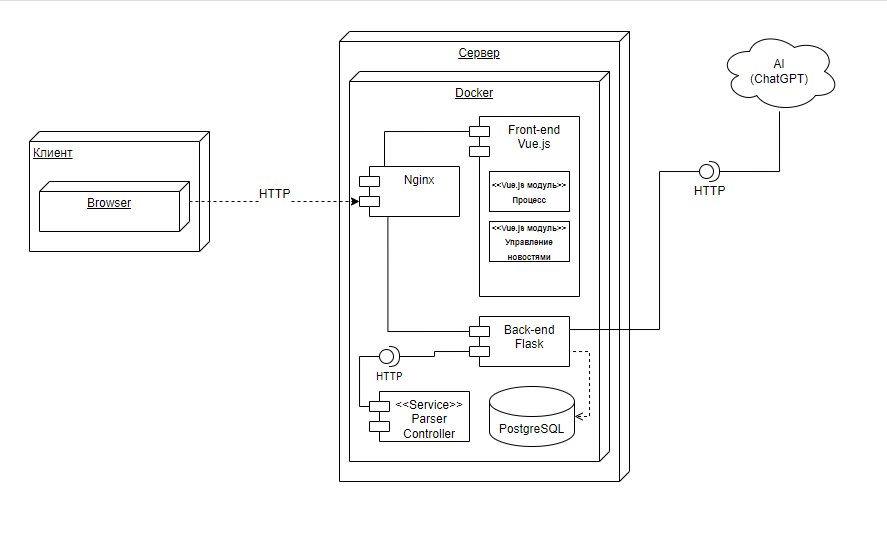 Сервер
Docker
AI
(ChatGPT)
Front-end
Vue.js
Клиент
Browser
HTTP
Nginx
<<Vue.js модуль>>
Процесс
<<Vue.js модуль>>
Управление
новостями
HTTP
Back-end
Flask
HTTP
<<Service>>
Parser
Controller
PostgreSQL